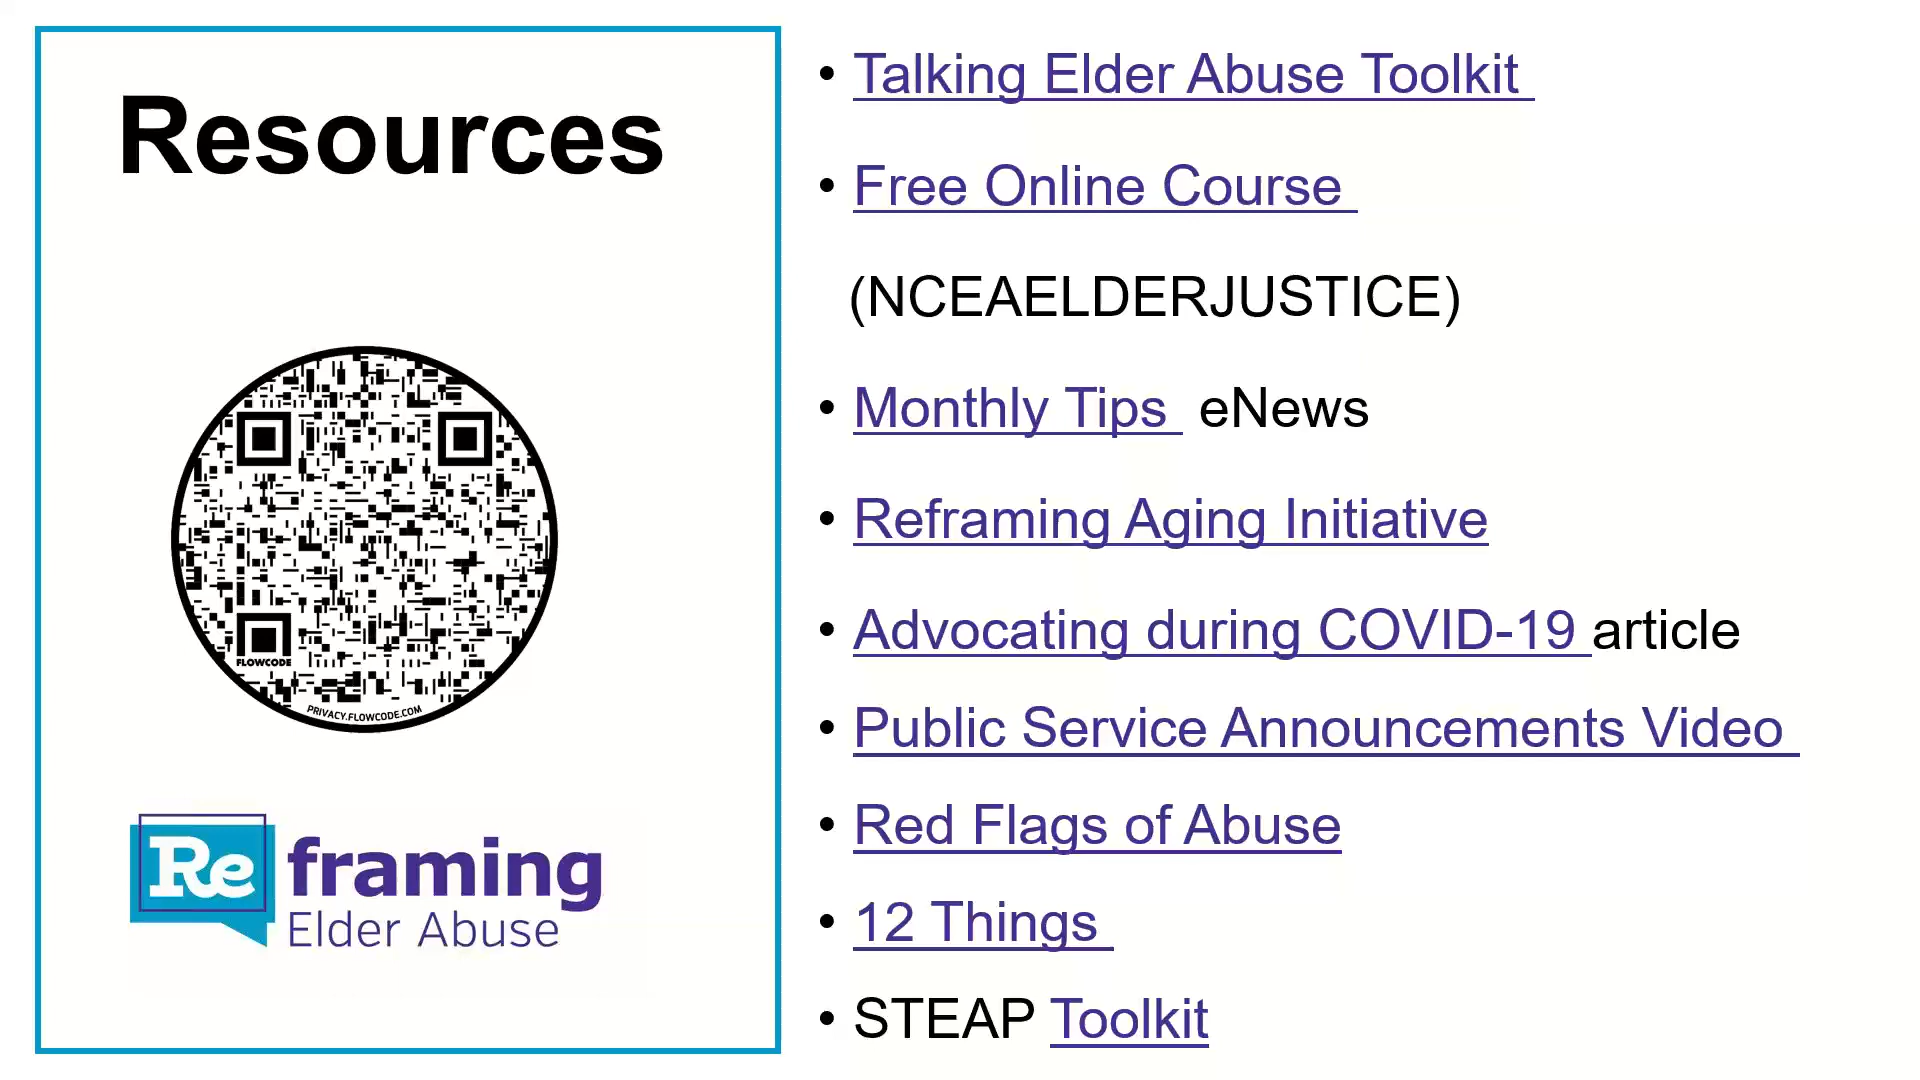 Resources
FLOWCODE
PRIVACY.FLOWCODE.COM
Reframing
Elder Abuse
• Talking Elder Abuse Toolkit
• Free Online Course
(NCEAELDERJUSTICE)
• Monthly Tips eNews
• Reframing Aging Initiative
• Advocating during COVID-19 article
• Public Service Announcements Video
• Red Flags of Abuse
• 12 Things
• STEAP Toolkit